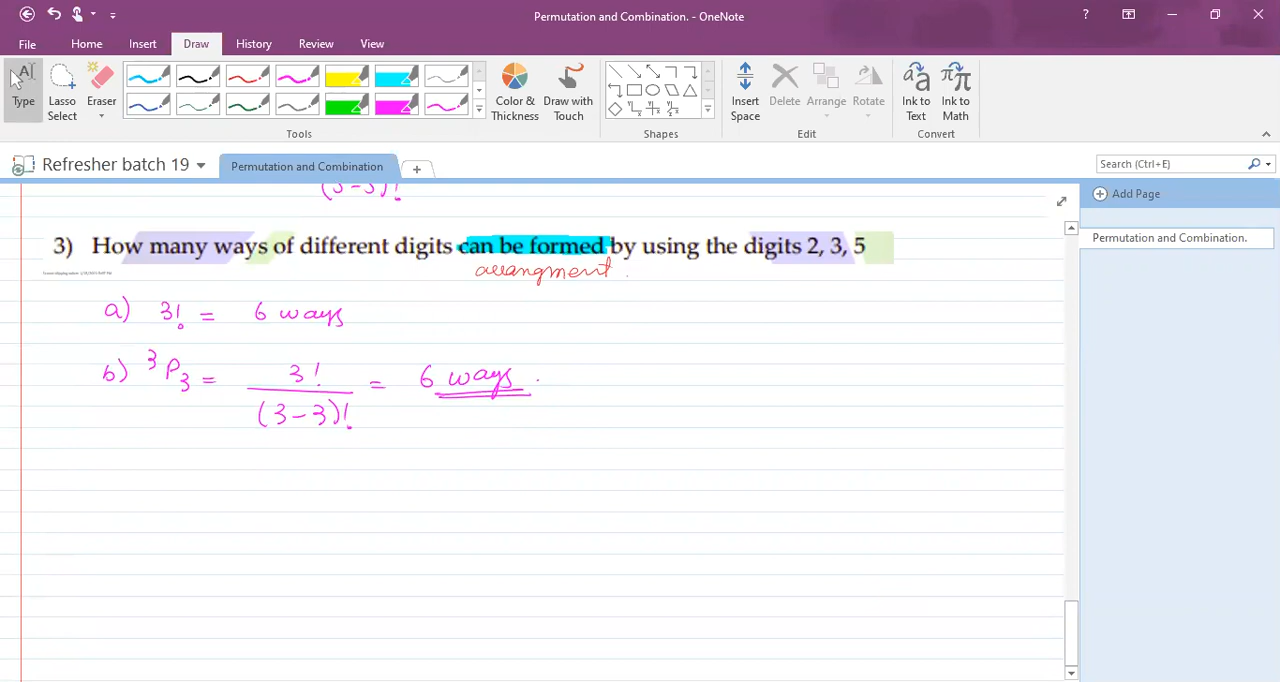 Permutation and Combination. - OneNote
?
File Home Insert Draw History Review View
Type
Lasso Select
Eraser
Color & Thickness
Draw with Touch
Insert Space
Delete
Arrange
Rotate
Ink to Text
Ink to Math
Tools Shapes Edit Convert
Refresher batch 19
Permutation and Combination
Search (Ctrl+E)
Add Page
Permutation and Combination.
(3-3)!
3) How many ways of different digits can be formed by using the digits 2, 3, 5
arrangment.
a) 3! = 6 ways
b) ³P₃ = 3! / (3-3)! = 6 ways.